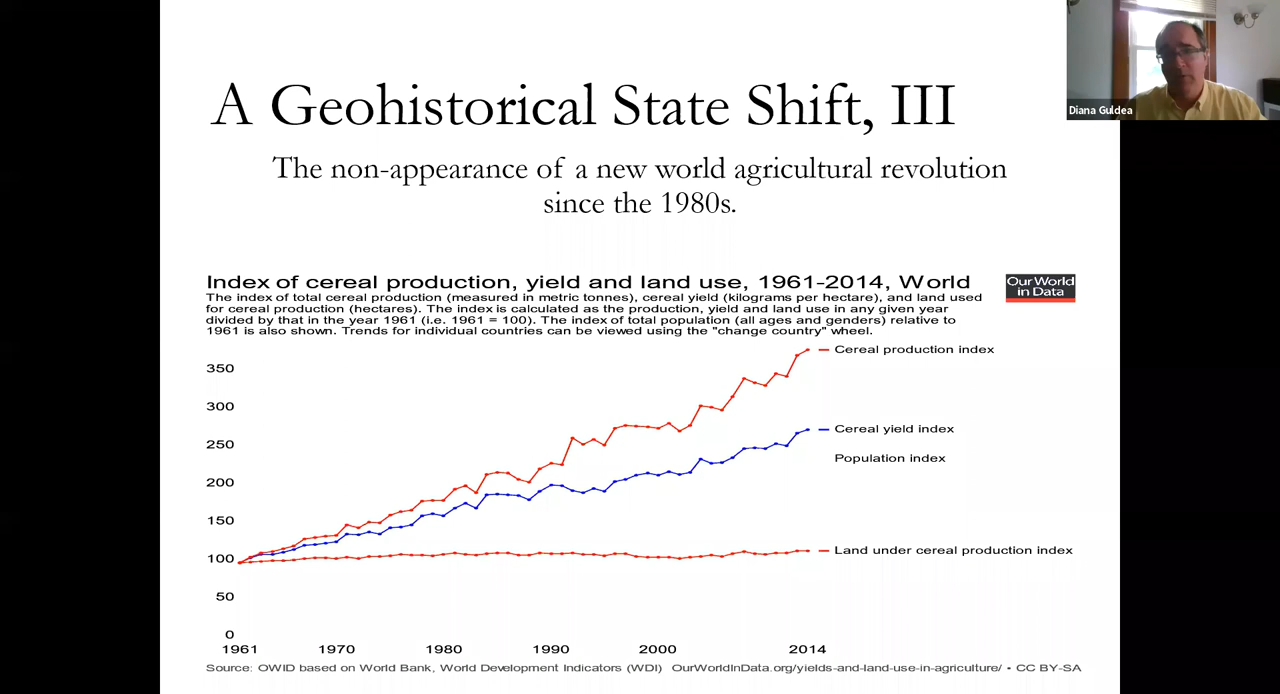 A Geohistorical State Shift, III
The non-appearance of a new world agricultural revolution
since the 1980s.
Diana Guldea
Index of cereal production, yield and land use, 1961-2014, World
Our World
in Data
The index of total cereal production (measured in metric tonnes), cereal yield (kilograms per hectare), and land used
for cereal production (hectares). The index is calculated as the production, yield and land use in any given year
divided by that in the year 1961 (i.e. 1961 = 100). The index of total population (all ages and genders) relative to
1961 is also shown. Trends for individual countries can be viewed using the "change country" wheel.
Cereal production index
350
300
Cereal yield index
250
Population index
200
150
100
Land under cereal production index
50
0
1961 1970 1980 1990 2000 2014
Source: OWID based on World Bank, World Development Indicators (WDI) OurWorldInData.org/yields-and-land-use-in-agriculture/ • CC BY-SA